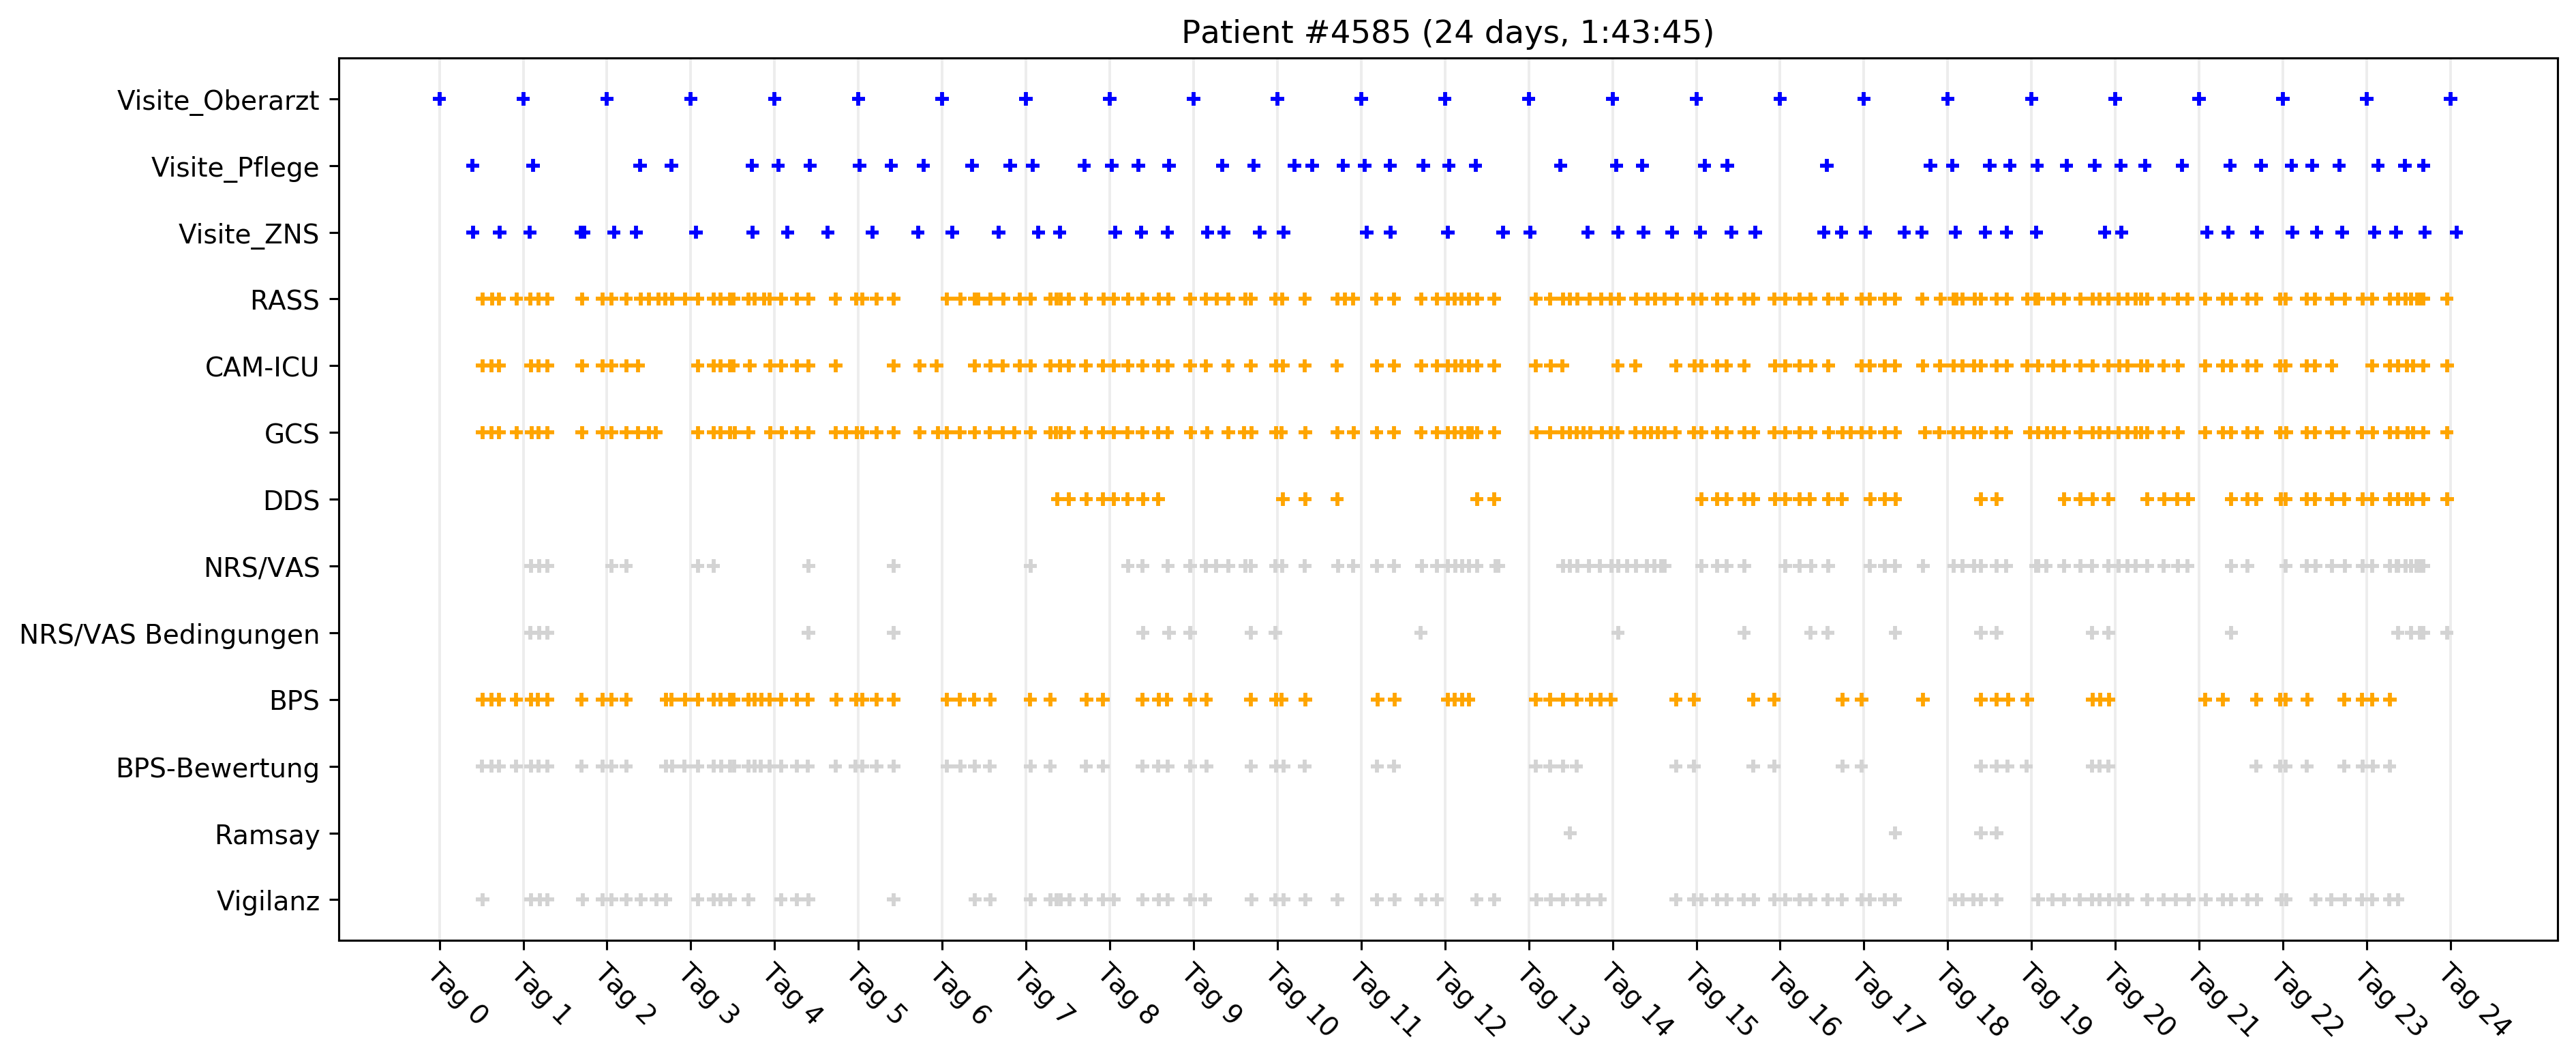 Patient #4585 (24 days, 1:43:45)
Visite_Oberarzt
Visite_Pflege
Visite_ZNS
RASS
CAM-ICU
GCS
DDS
NRS/VAS
NRS/VAS Bedingungen
BPS
BPS-Bewertung
Ramsay
Vigilanz
Tag 0
Tag 1
Tag 2
Tag 3
Tag 4
Tag 5
Tag 6
Tag 7
Tag 8
Tag 9
Tag 10
Tag 11
Tag 12
Tag 13
Tag 14
Tag 15
Tag 16
Tag 17
Tag 18
Tag 19
Tag 20
Tag 21
Tag 22
Tag 23
Tag 24